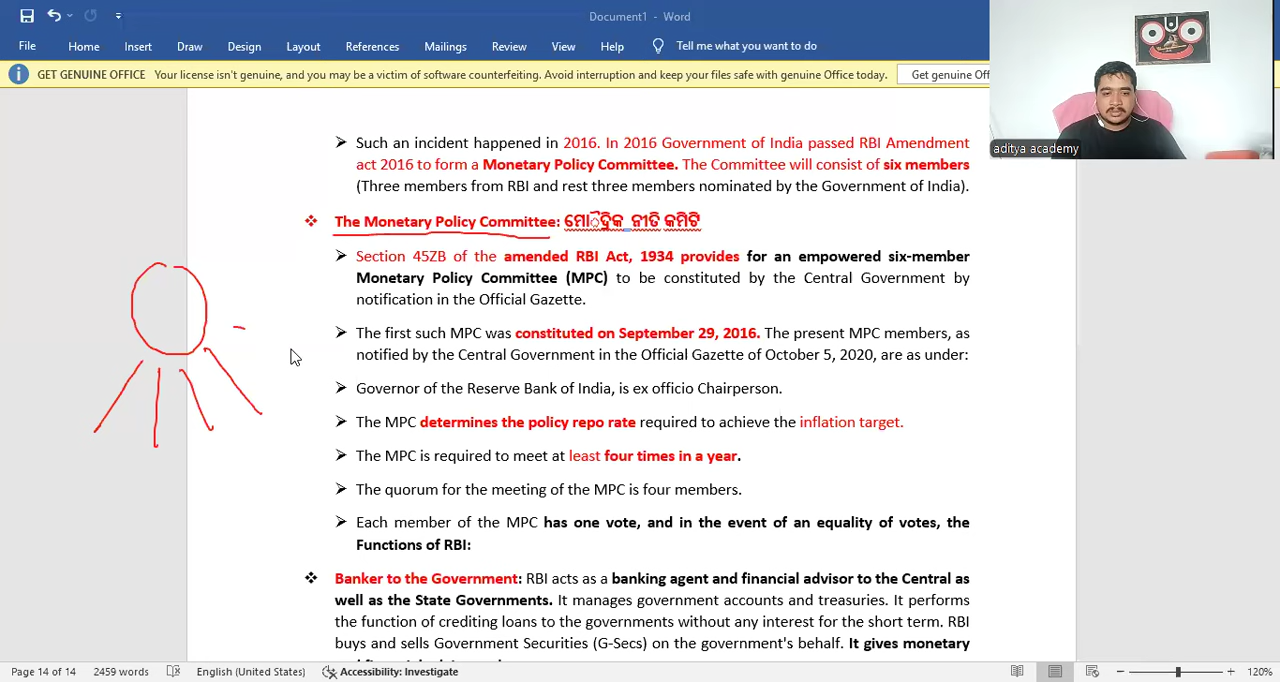 Document1 - Word
File Home Insert Draw Design Layout References Mailings Review View Help Tell me what you want to do
GET GENUINE OFFICE Your license isn't genuine, and you may be a victim of software counterfeiting. Avoid interruption and keep your files safe with genuine Office today. Get genuine Off
aditya academy
Such an incident happened in 2016. In 2016 Government of India passed RBI Amendment
act 2016 to form a Monetary Policy Committee. The Committee will consist of six members
(Three members from RBI and rest three members nominated by the Government of India).
The Monetary Policy Committee: ମୋୈଦ୍ରିକ ନୀତି କମିଟି
Section 45ZB of the amended RBI Act, 1934 provides for an empowered six-member
Monetary Policy Committee (MPC) to be constituted by the Central Government by
notification in the Official Gazette.
The first such MPC was constituted on September 29, 2016. The present MPC members, as
notified by the Central Government in the Official Gazette of October 5, 2020, are as under:
Governor of the Reserve Bank of India, is ex officio Chairperson.
The MPC determines the policy repo rate required to achieve the inflation target.
The MPC is required to meet at least four times in a year.
The quorum for the meeting of the MPC is four members.
Each member of the MPC has one vote, and in the event of an equality of votes, the
Functions of RBI:
Banker to the Government: RBI acts as a banking agent and financial advisor to the Central as
well as the State Governments. It manages government accounts and treasuries. It performs
the function of crediting loans to the governments without any interest for the short term. RBI
buys and sells Government Securities (G-Secs) on the government's behalf. It gives monetary
Page 14 of 14 2459 words English (United States) Accessibility: Investigate 120%